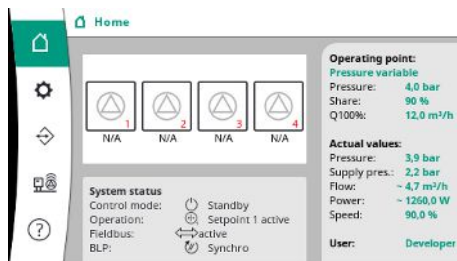 Home
1
2
3
4
N/A
N/A
N/A
N/A
System status
Control mode: Standby
Operation: Setpoint 1 active
Fieldbus: active
BLP: Synchro
Operating point:
Pressure variable
Pressure: 4,0 bar
Share: 90 %
Q100%: 12,0 m³/h
Actual values:
Pressure: 3,9 bar
Supply pres.: 2,2 bar
Flow: ~ 4,7 m³/h
Power: ~ 1260,0 W
Speed: 90,0 %
User: Developer